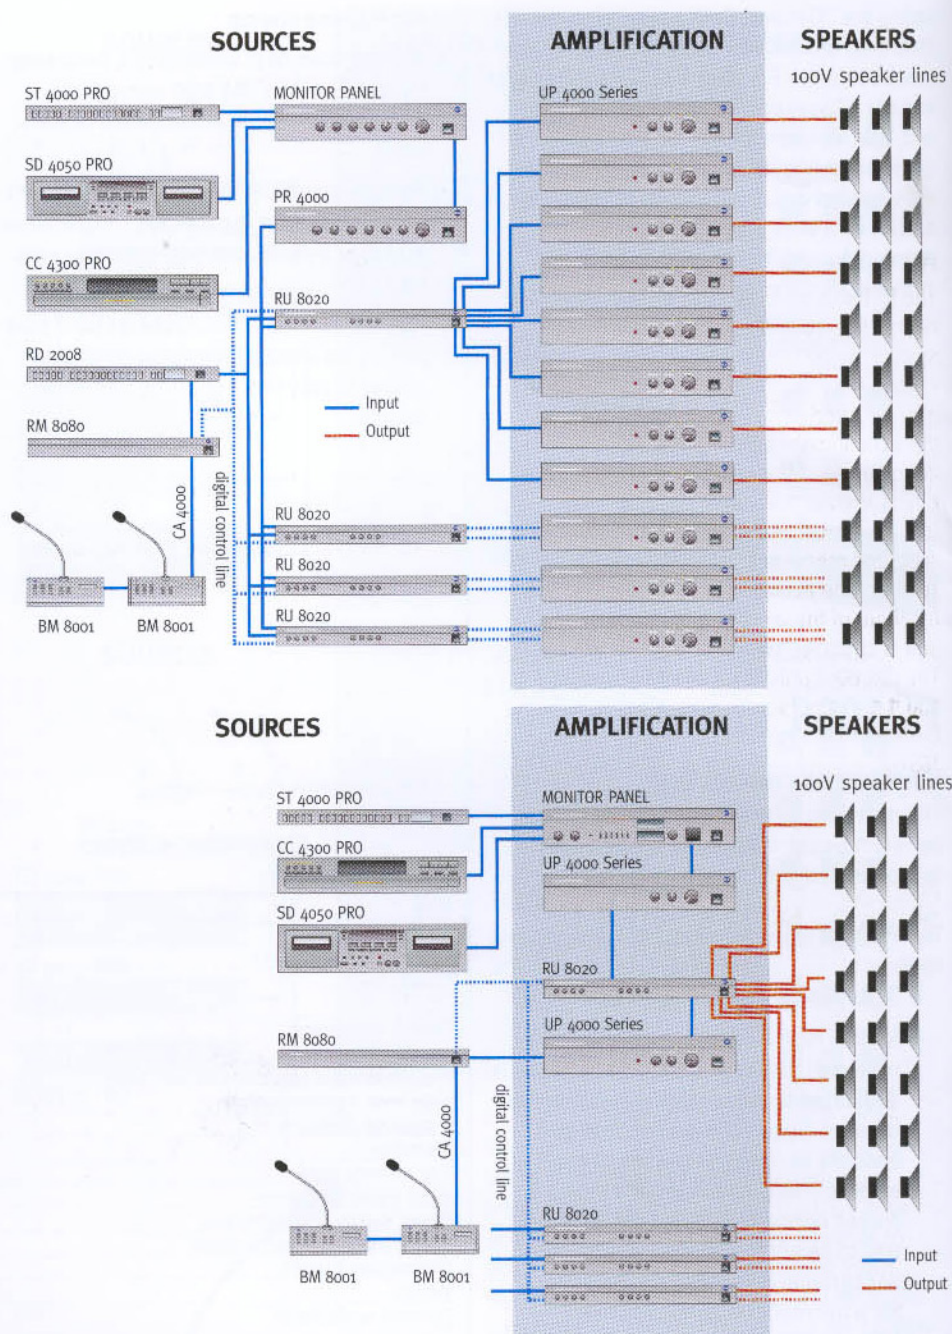 SOURCES
AMPLIFICATION
SPEAKERS
100V speaker lines
ST 4000 PRO
MONITOR PANEL
UP 4000 Series
SD 4050 PRO
PR 4000
CC 4300 PRO
RU 8020
RD 2008
Input
Output
RM 8080
CA 4000
digital control line
RU 8020
RU 8020
RU 8020
BM 8001
BM 8001
SOURCES
AMPLIFICATION
SPEAKERS
100V speaker lines
ST 4000 PRO
MONITOR PANEL
CC 4300 PRO
UP 4000 Series
SD 4050 PRO
RU 8020
UP 4000 Series
RM 8080
CA 4000
digital control line
RU 8020
BM 8001
BM 8001
Input
Output